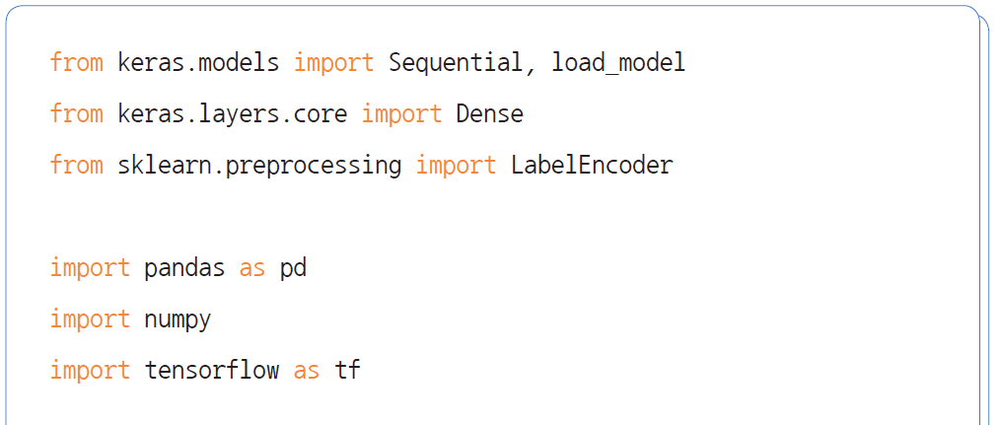 from keras.models import Sequential, load_model
from keras.layers.core import Dense
from sklearn.preprocessing import LabelEncoder
import pandas as pd
import numpy
import tensorflow as tf